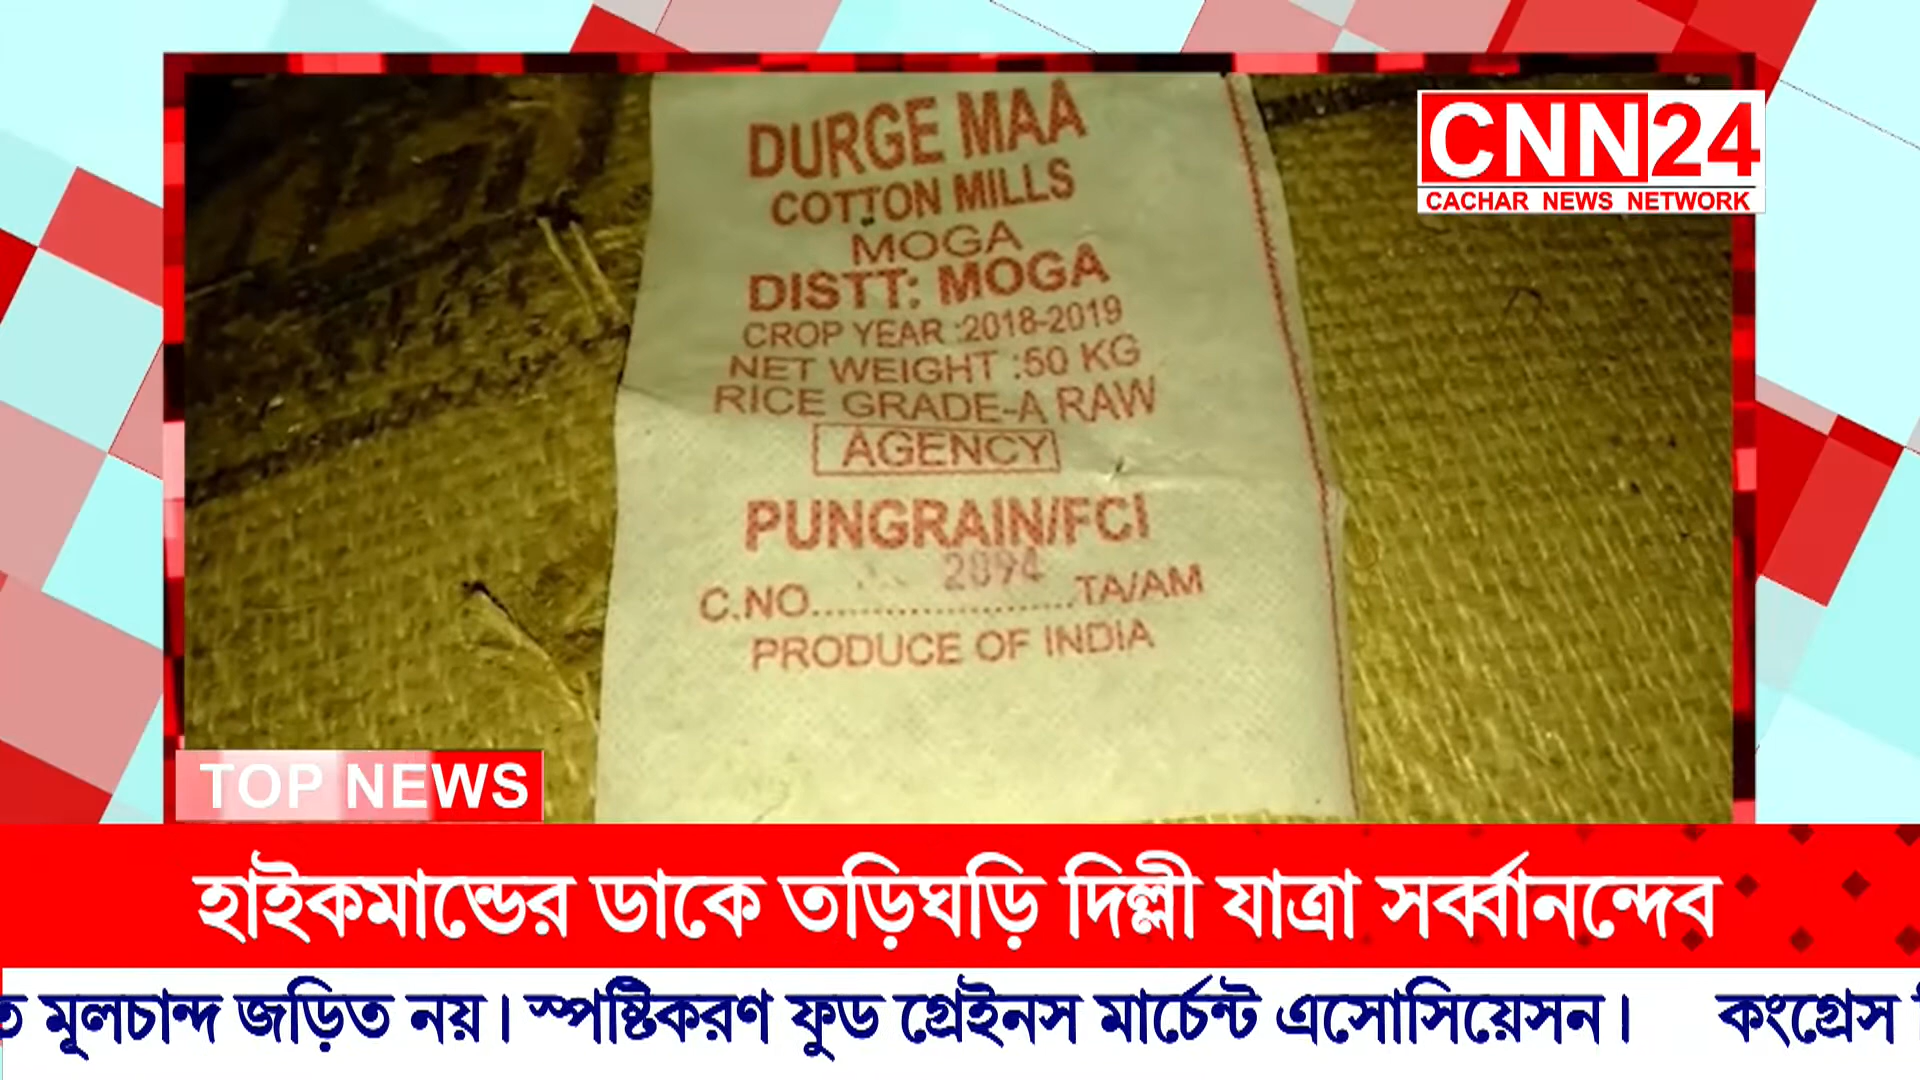 DURGE MAA
COTTON MILLS
MOGA
DISTT: MOGA
CROP YEAR :2018-2019
NET WEIGHT :50 KG
RICE GRADE-A RAW
AGENCY
PUNGRAIN/FCI
2094
C.NO......................TA/AM
PRODUCE OF INDIA
CNN24
CACHAR NEWS NETWORK
TOP NEWS
হাইকমান্ডের ডাকে তড়িঘড়ি দিল্লী যাত্রা সর্ব্বানন্দের
মূলচান্দ জড়িত নয়। স্পষ্টিকরণ ফুড গ্রেইনস মার্চেন্ট এসোসিয়েসন। কংগ্রেস